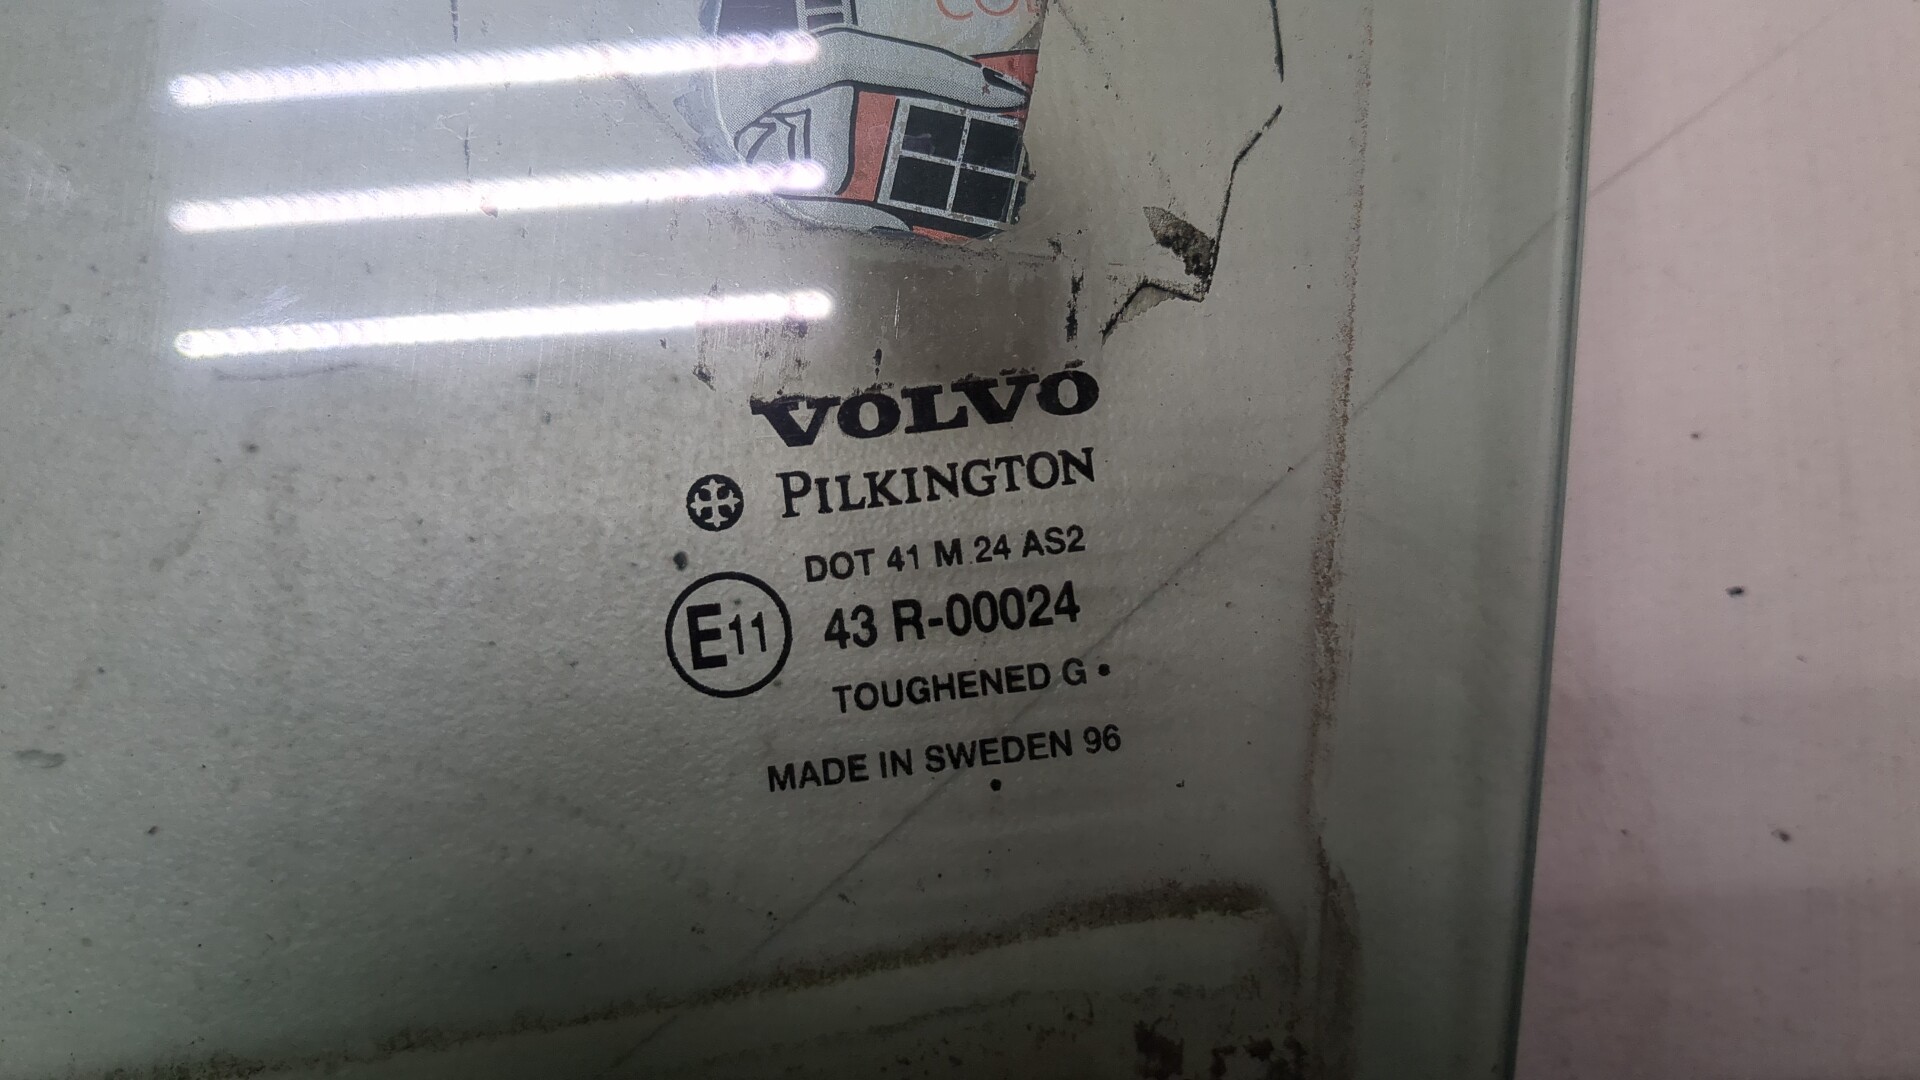 VOLVO
PILKINGTON
DOT 41 M 24 AS2
E11 43 R-00024
TOUGHENED G •
MADE IN SWEDEN 96
•